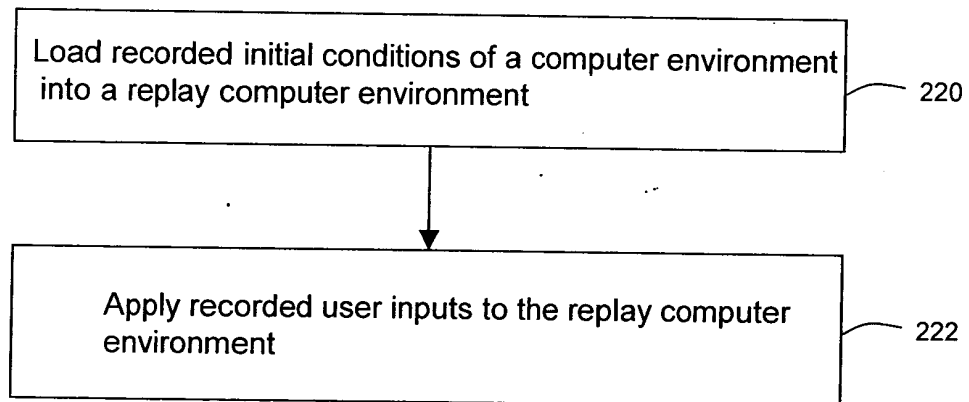 Load recorded initial conditions of a computer environment
into a replay computer environment
220
Apply recorded user inputs to the replay computer
environment
222